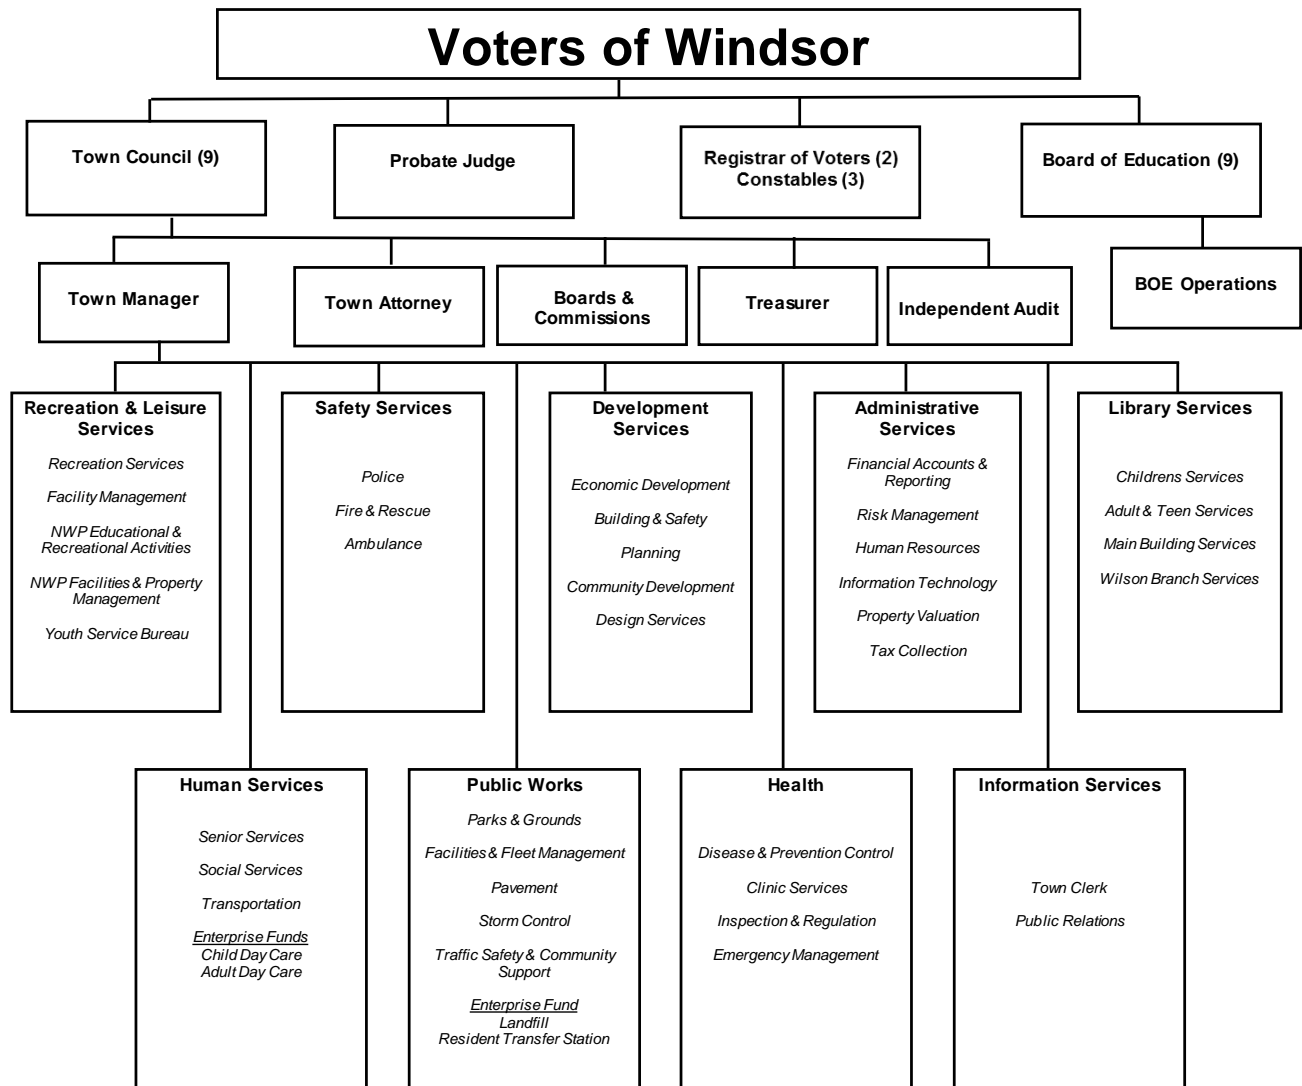 Voters of Windsor
Town Council (9)
Probate Judge
Registrar of Voters (2)
Constables (3)
Board of Education (9)
Town Manager
Town Attorney
Boards &
Commissions
Treasurer
Independent Audit
BOE Operations
Recreation & Leisure
Services
Recreation Services
Facility Management
NWP Educational &
Recreational Activities
NWP Facilities & Property
Management
Youth Service Bureau
Safety Services
Police
Fire & Rescue
Ambulance
Development
Services
Economic Development
Building & Safety
Planning
Community Development
Design Services
Administrative
Services
Financial Accounts &
Reporting
Risk Management
Human Resources
Information Technology
Property Valuation
Tax Collection
Library Services
Childrens Services
Adult & Teen Services
Main Building Services
Wilson Branch Services
Human Services
Senior Services
Social Services
Transportation
Enterprise Funds
Child Day Care
Adult Day Care
Public Works
Parks & Grounds
Facilities & Fleet Management
Pavement
Storm Control
Traffic Safety & Community
Support
Enterprise Fund
Landfill
Resident Transfer Station
Health
Disease & Prevention Control
Clinic Services
Inspection & Regulation
Emergency Management
Information Services
Town Clerk
Public Relations